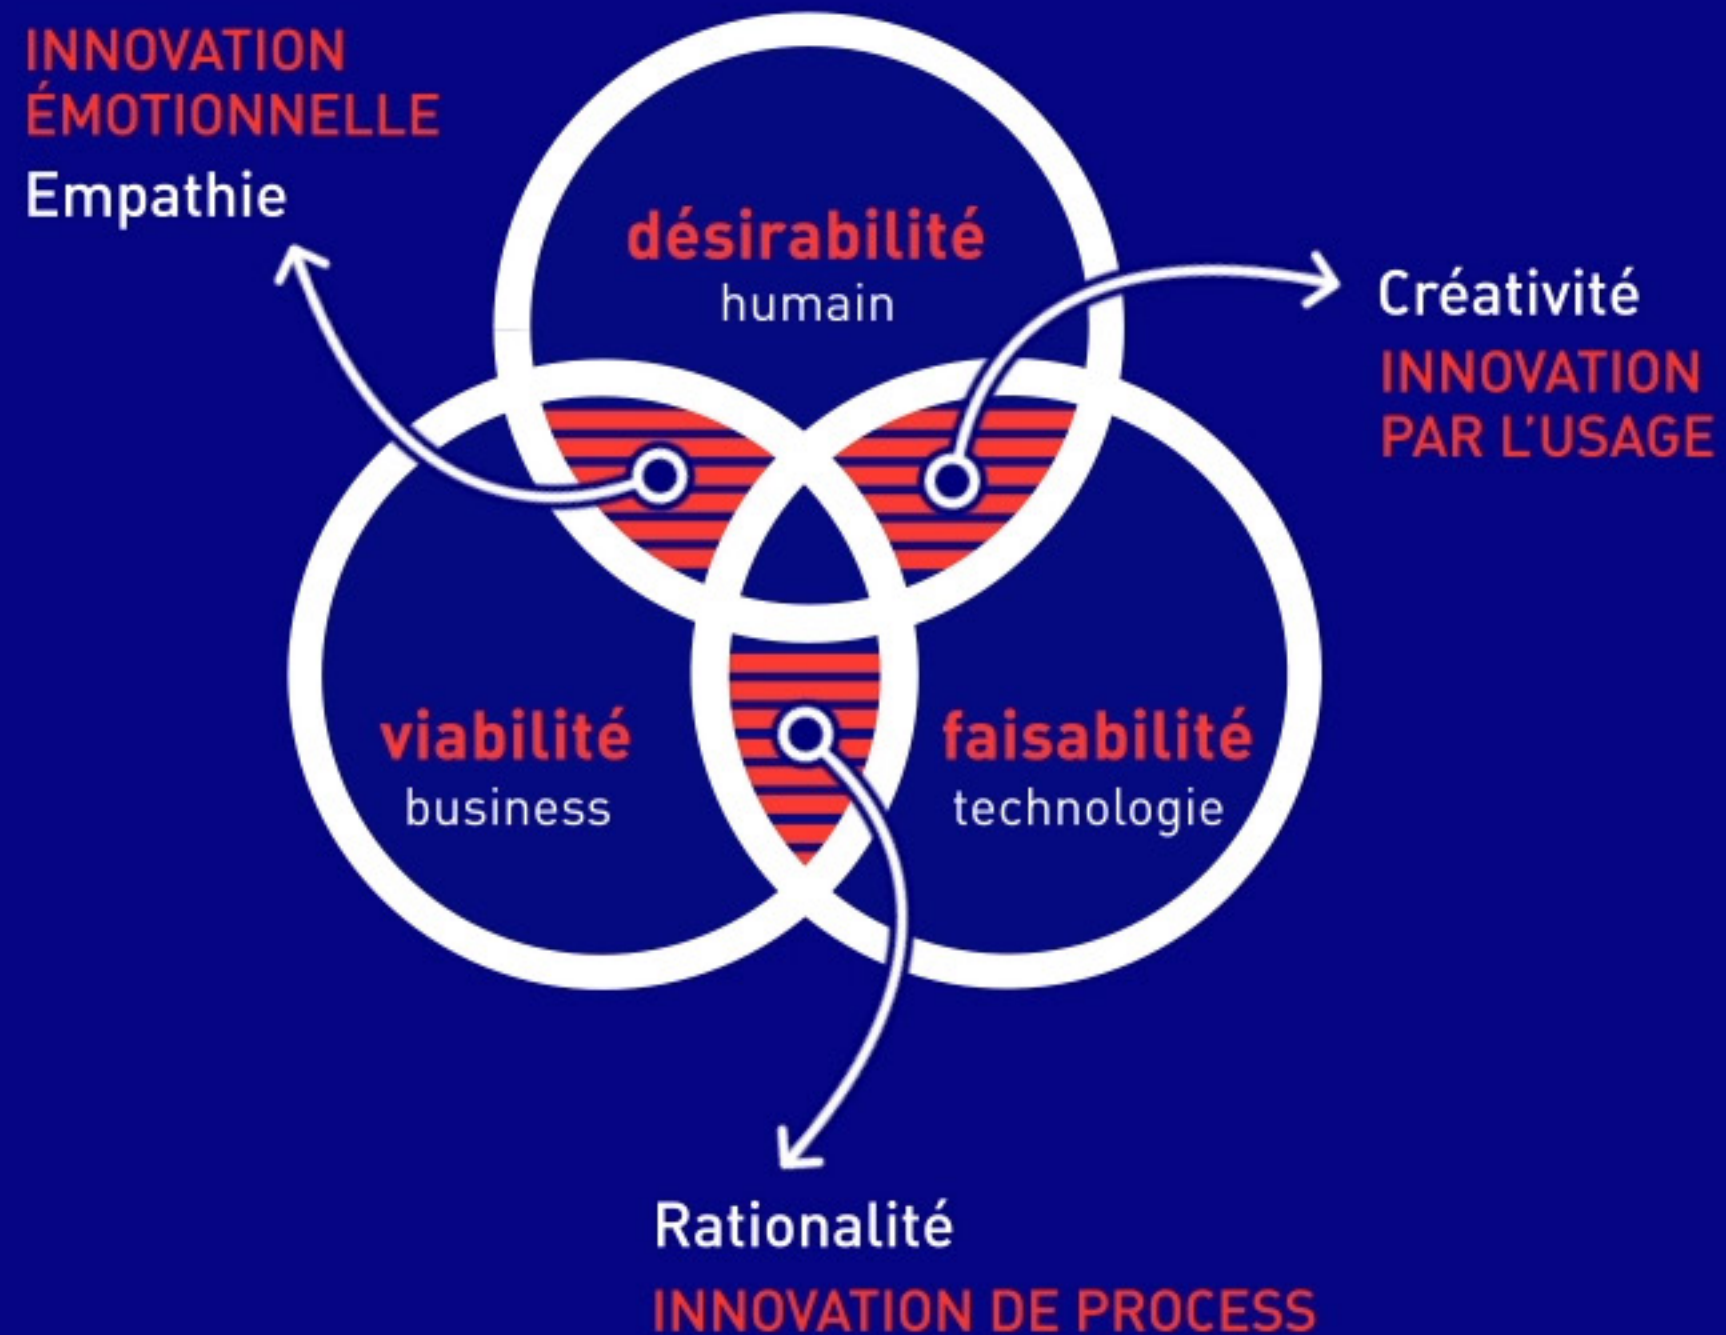 INNOVATION
ÉMOTIONNELLE
Empathie
désirabilité
humain
Créativité
INNOVATION
PAR L'USAGE
viabilité
business
faisabilité
technologie
Rationalité
INNOVATION DE PROCESS